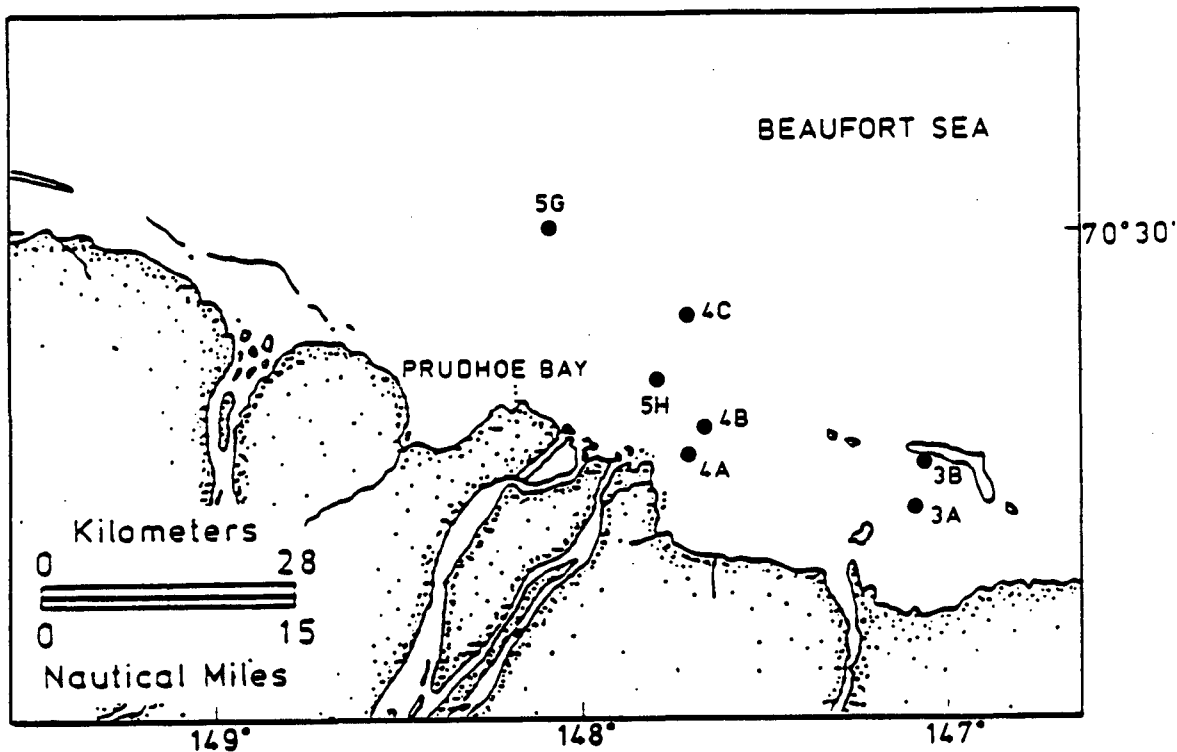 BEAUFORT SEA
5G
70°30'
4C
PRUDHOE BAY
5H
4B
4A
3B
3A
Kilometers
0 28
0 15
Nautical Miles
149° 148° 147°